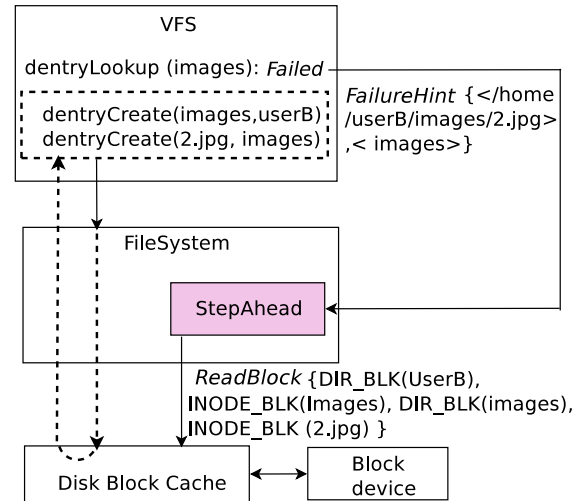 VFS
dentryLookup (images): Failed
dentryCreate(images,userB)
dentryCreate(2.jpg, images)
FailureHint {</home
/userB/images/2.jpg>
,< images>}
FileSystem
StepAhead
ReadBlock {DIR_BLK(UserB),
INODE_BLK(Images), DIR_BLK(images),
INODE_BLK (2.jpg) }
Disk Block Cache
Block
device